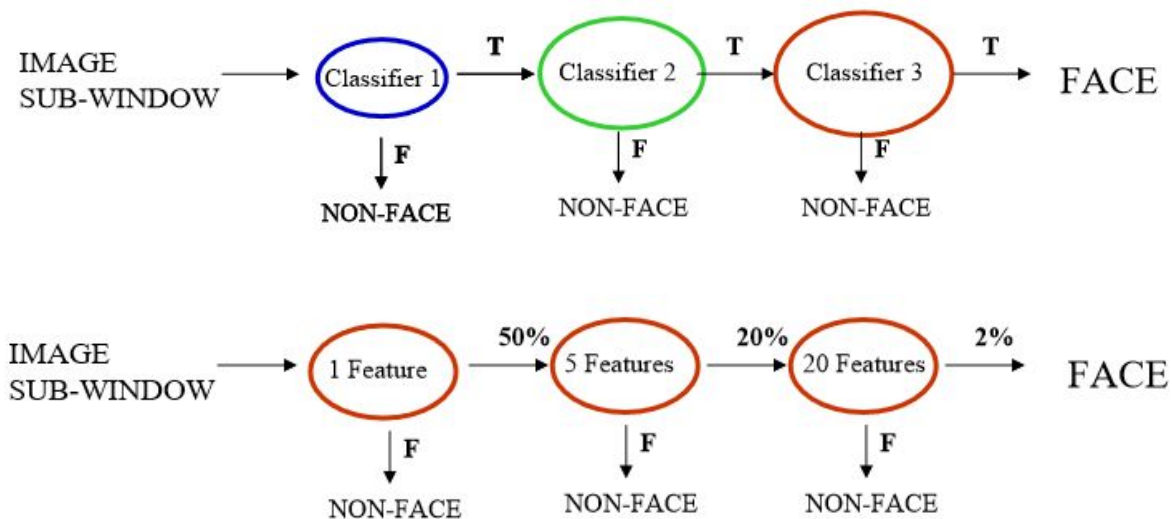 IMAGE
SUB-WINDOW
Classifier 1
T
Classifier 2
T
Classifier 3
T
FACE
F
F
F
NON-FACE
NON-FACE
NON-FACE
IMAGE
SUB-WINDOW
1 Feature
50%
5 Features
20%
20 Features
2%
FACE
F
F
F
NON-FACE
NON-FACE
NON-FACE